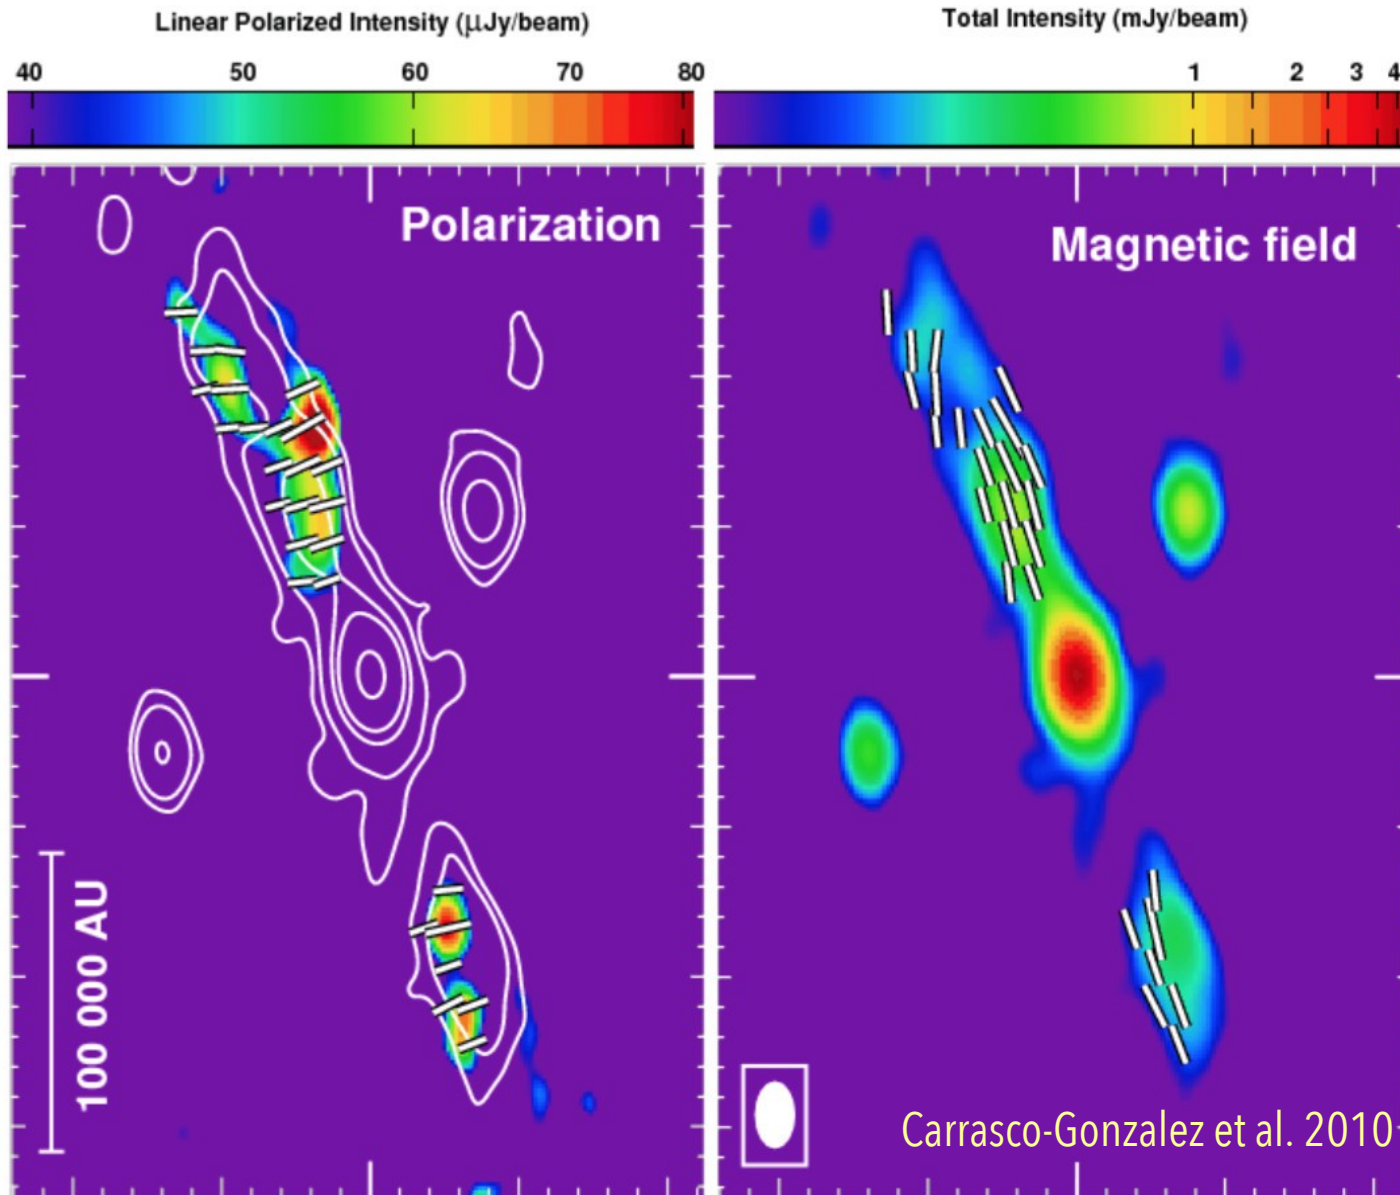 Linear Polarized Intensity (μJy/beam)
Total Intensity (mJy/beam)
40 50 60 70 80
1 2 3 4
Polarization
Magnetic field
100 000 AU
Carrasco-Gonzalez et al. 2010